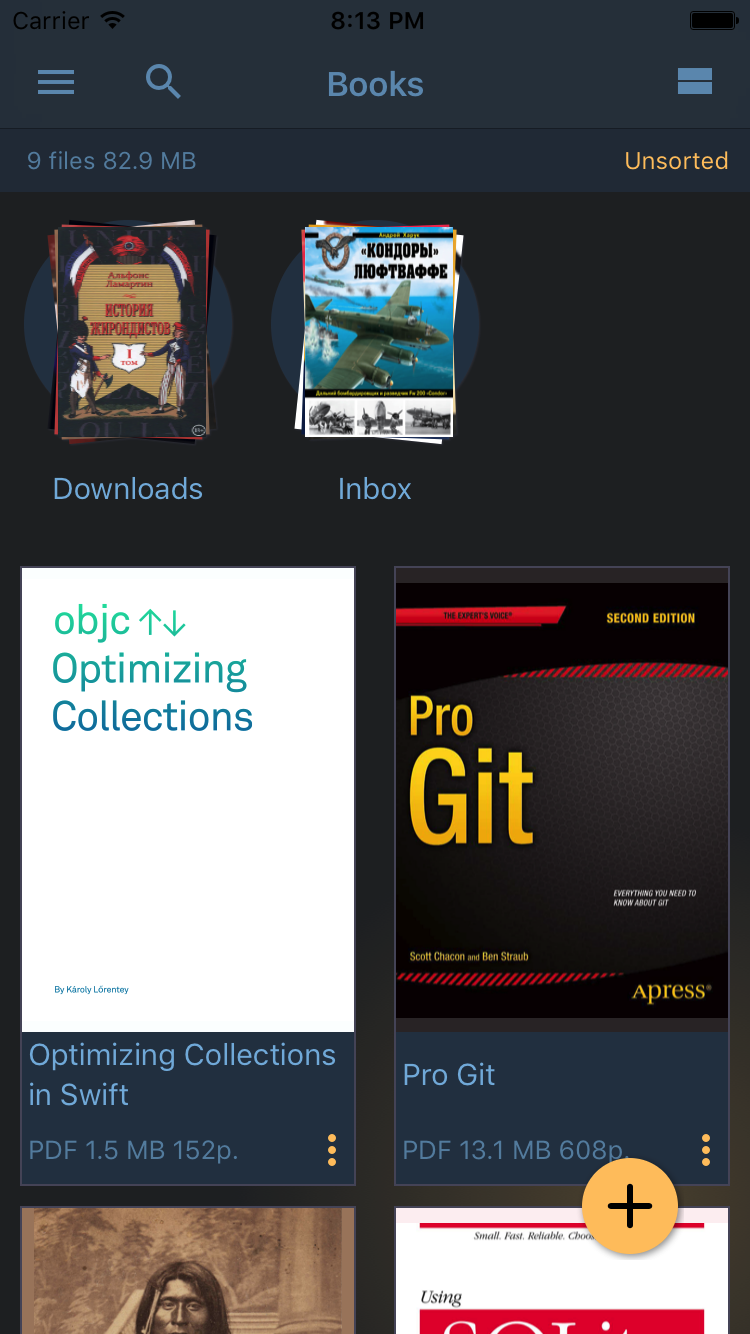 Carrier 8:13 PM
Books
9 files 82.9 MB Unsorted
Альфонс
Ламартин
ИСТОРИЯ
ЖИРОНДИСТОВ
I
ТОМ
Андрей Харук
«КОНДОРЫ»
ЛЮФТВАФФЕ
Дальний бомбардировщик и разведчик Fw 200 «Condor»
Downloads Inbox
objc ↑↓
Optimizing
Collections
By Károly Lőrentey
THE EXPERT'S VOICE®
SECOND EDITION
Pro
Git
EVERYTHING YOU NEED TO
KNOW ABOUT GIT
Scott Chacon and Ben Straub
Apress®
Optimizing Collections
in Swift
PDF 1.5 MB 152p.
Pro Git
PDF 13.1 MB 608p.
+
Small. Fast. Reliable.
Using
SQLite